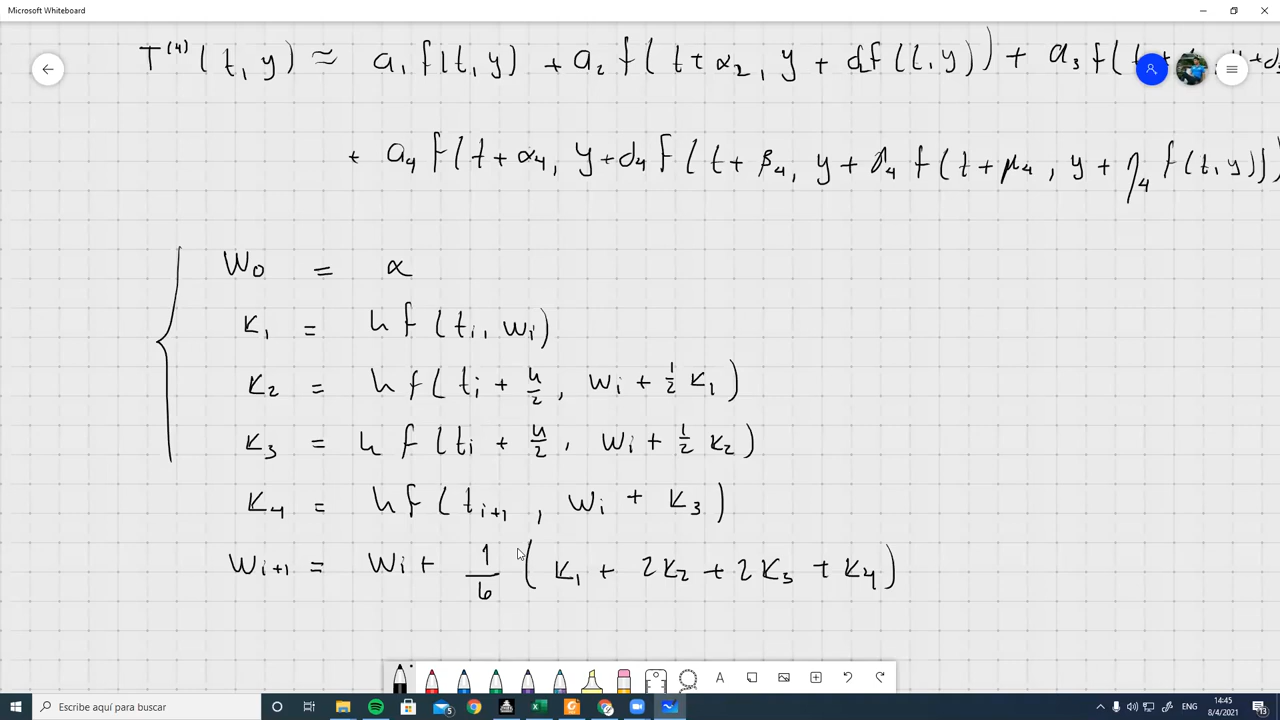 Microsoft Whiteboard
T^(4)(t, y) ≈ a₁ f(t, y) + a₂ f(t + α₂, y + d₂ f(t, y)) + a₃ f(t +
+ a₄ f(t + α₄, y + d₄ f(t + β₄, y + γ₄ f(t + μ₄, y + η₄ f(t, y)))
W₀ = α
K₁ = h f(tᵢ, wᵢ)
K₂ = h f(tᵢ + h/2, wᵢ + 1/2 K₁)
K₃ = h f(tᵢ + h/2, wᵢ + 1/2 K₂)
K₄ = h f(tᵢ₊₁, wᵢ + K₃)
Wᵢ₊₁ = Wᵢ + 1/6 (K₁ + 2K₂ + 2K₃ + K₄)
A
Escribe aquí para buscar
ENG
14:45
8/4/2021